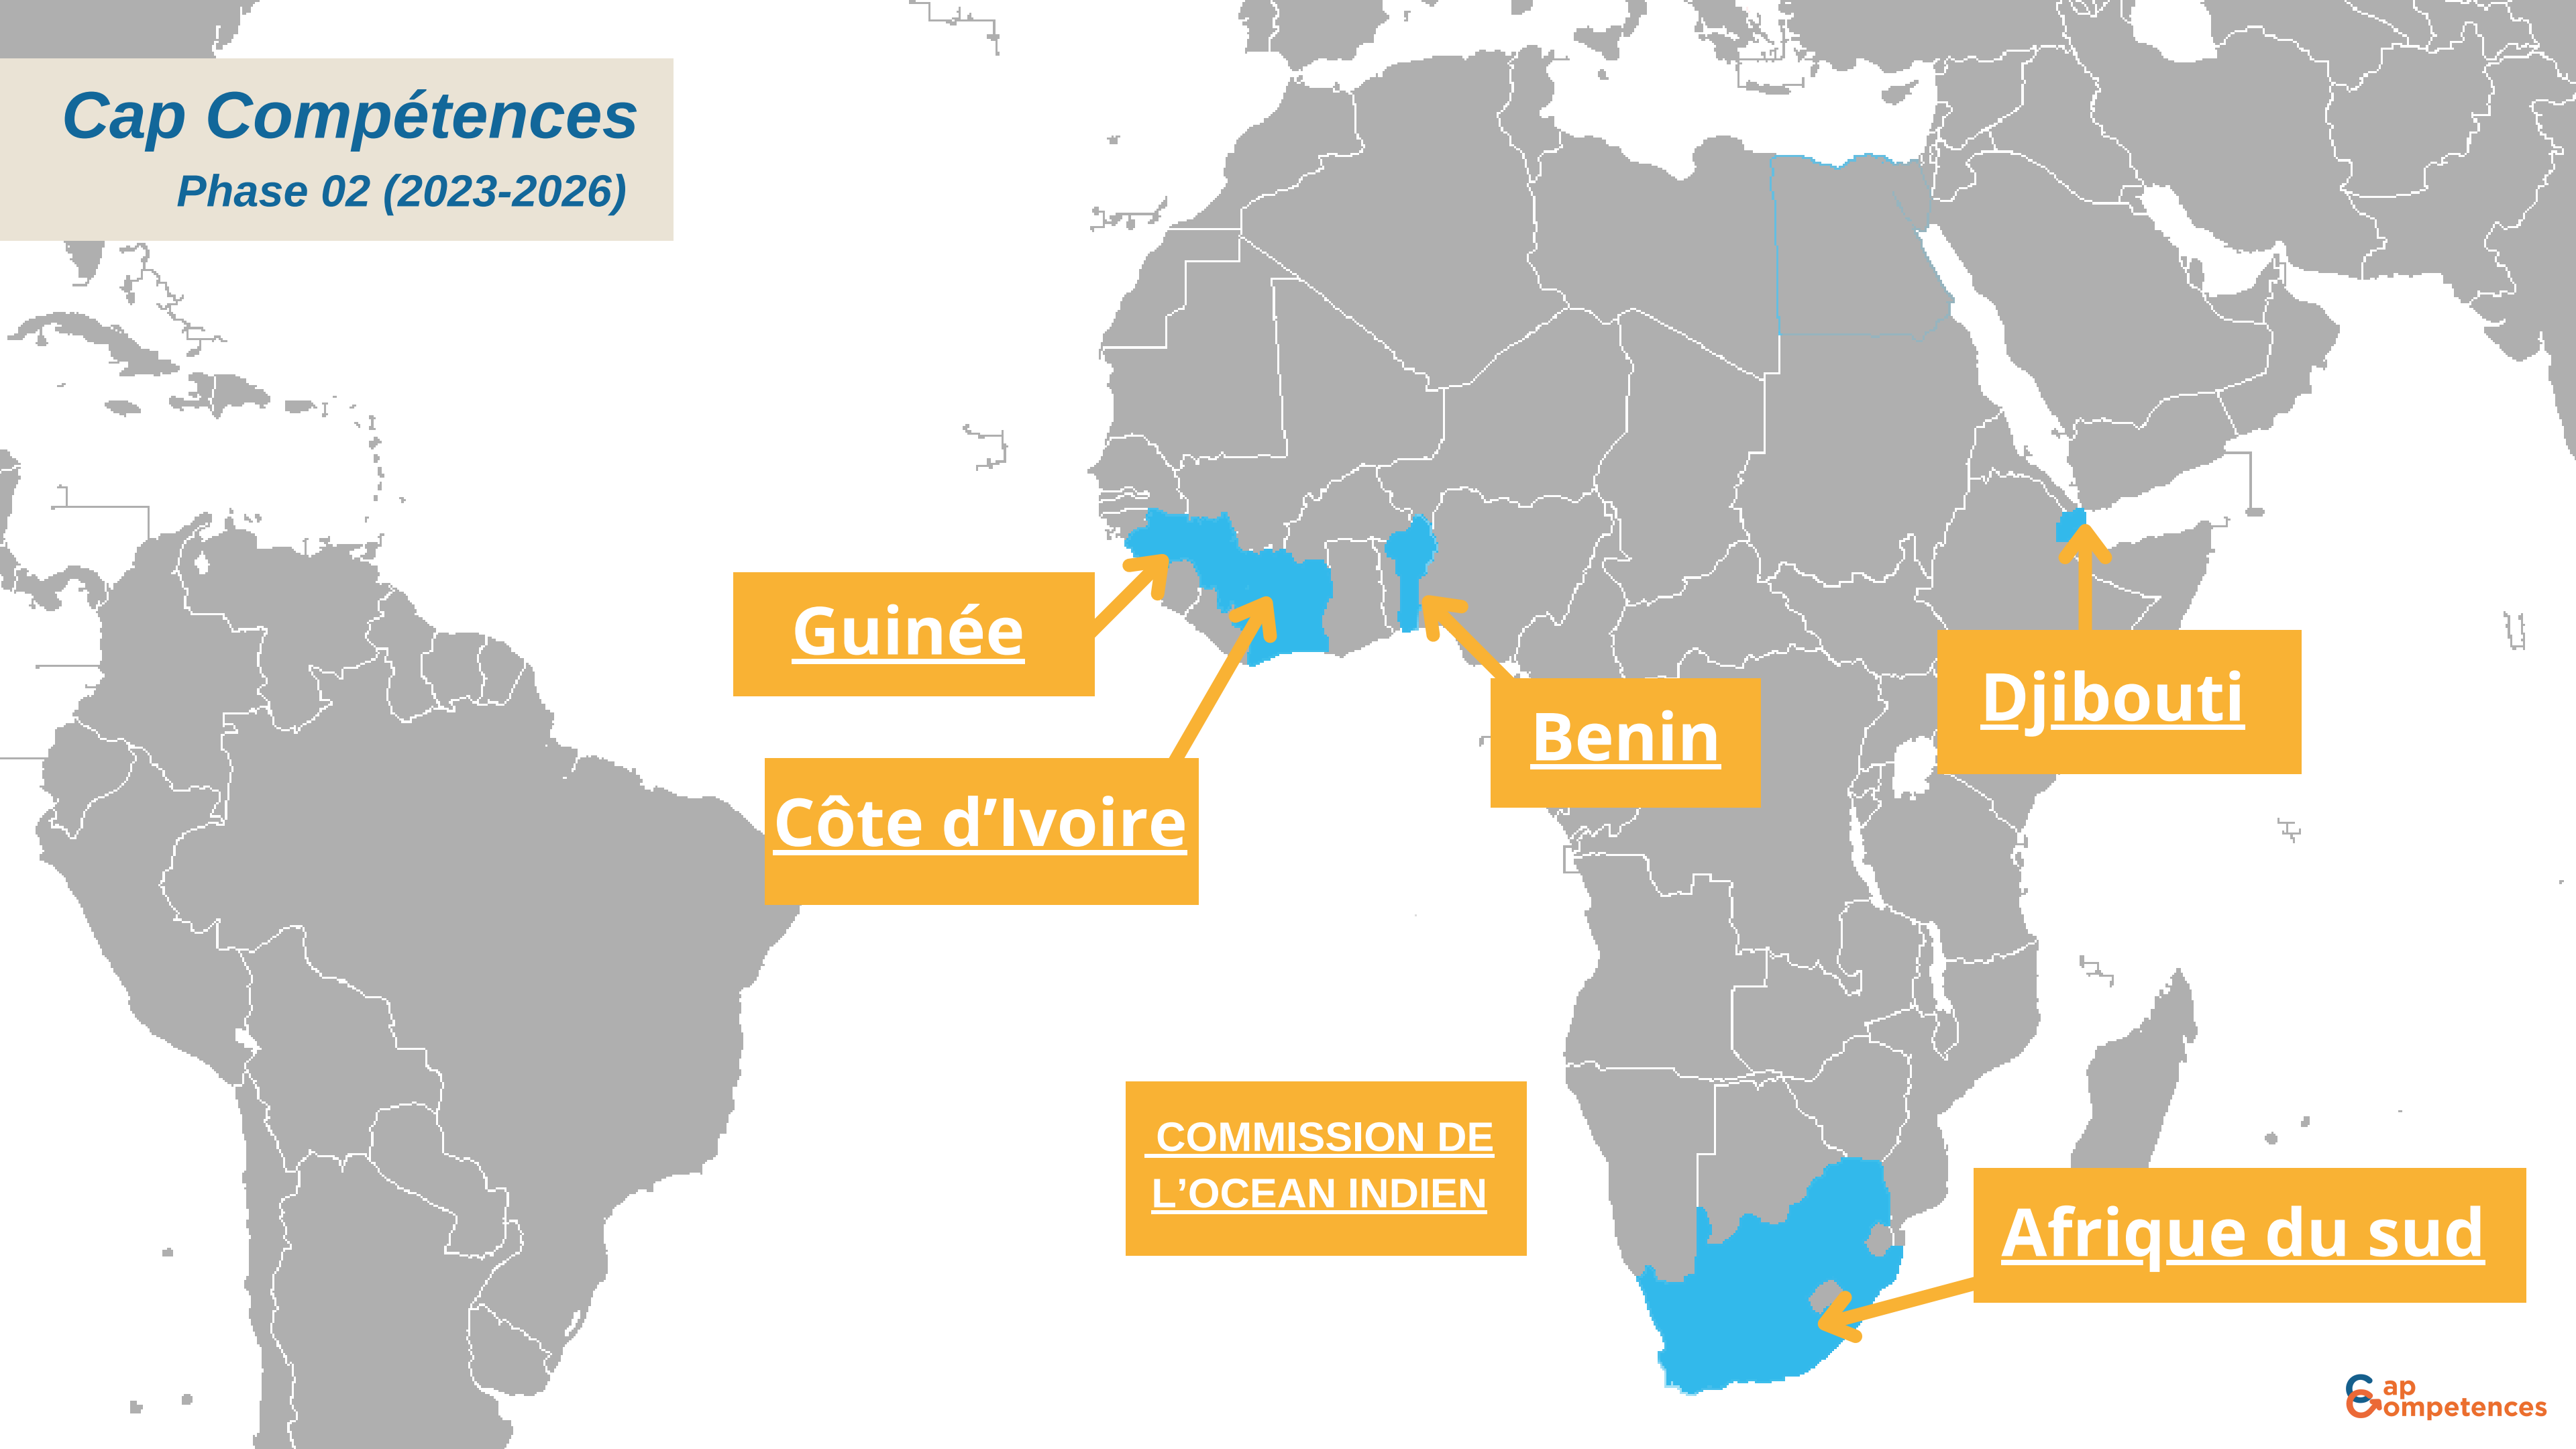 Cap Compétences
Phase 02 (2023-2026)
Guinée
Djibouti
Benin
Côte d’Ivoire
COMMISSION DE
L’OCEAN INDIEN
Afrique du sud
Cap
Competences